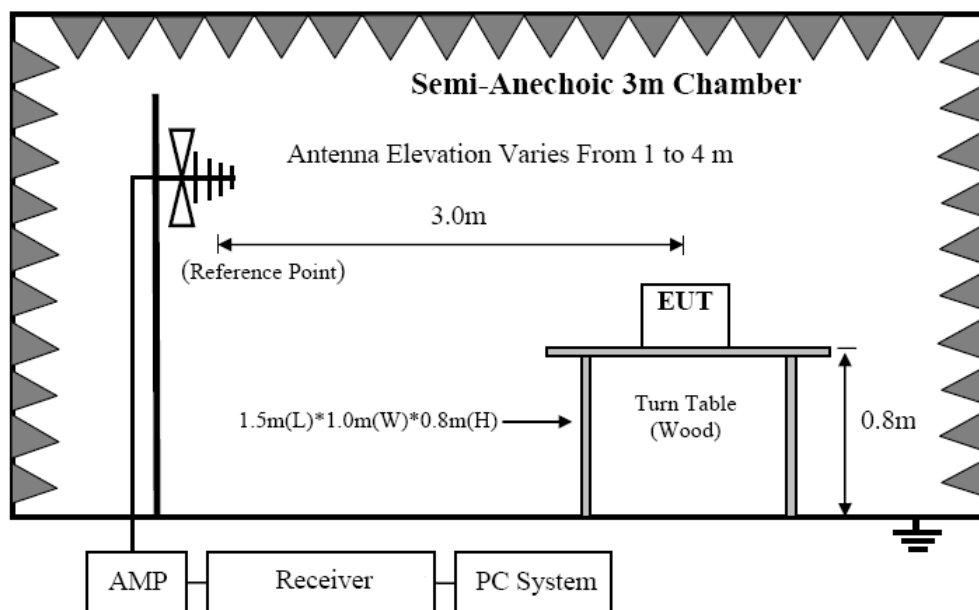 Semi-Anechoic 3m Chamber
Antenna Elevation Varies From 1 to 4 m
3.0m
(Reference Point)
EUT
1.5m(L)*1.0m(W)*0.8m(H)
Turn Table
(Wood)
0.8m
AMP
Receiver
PC System